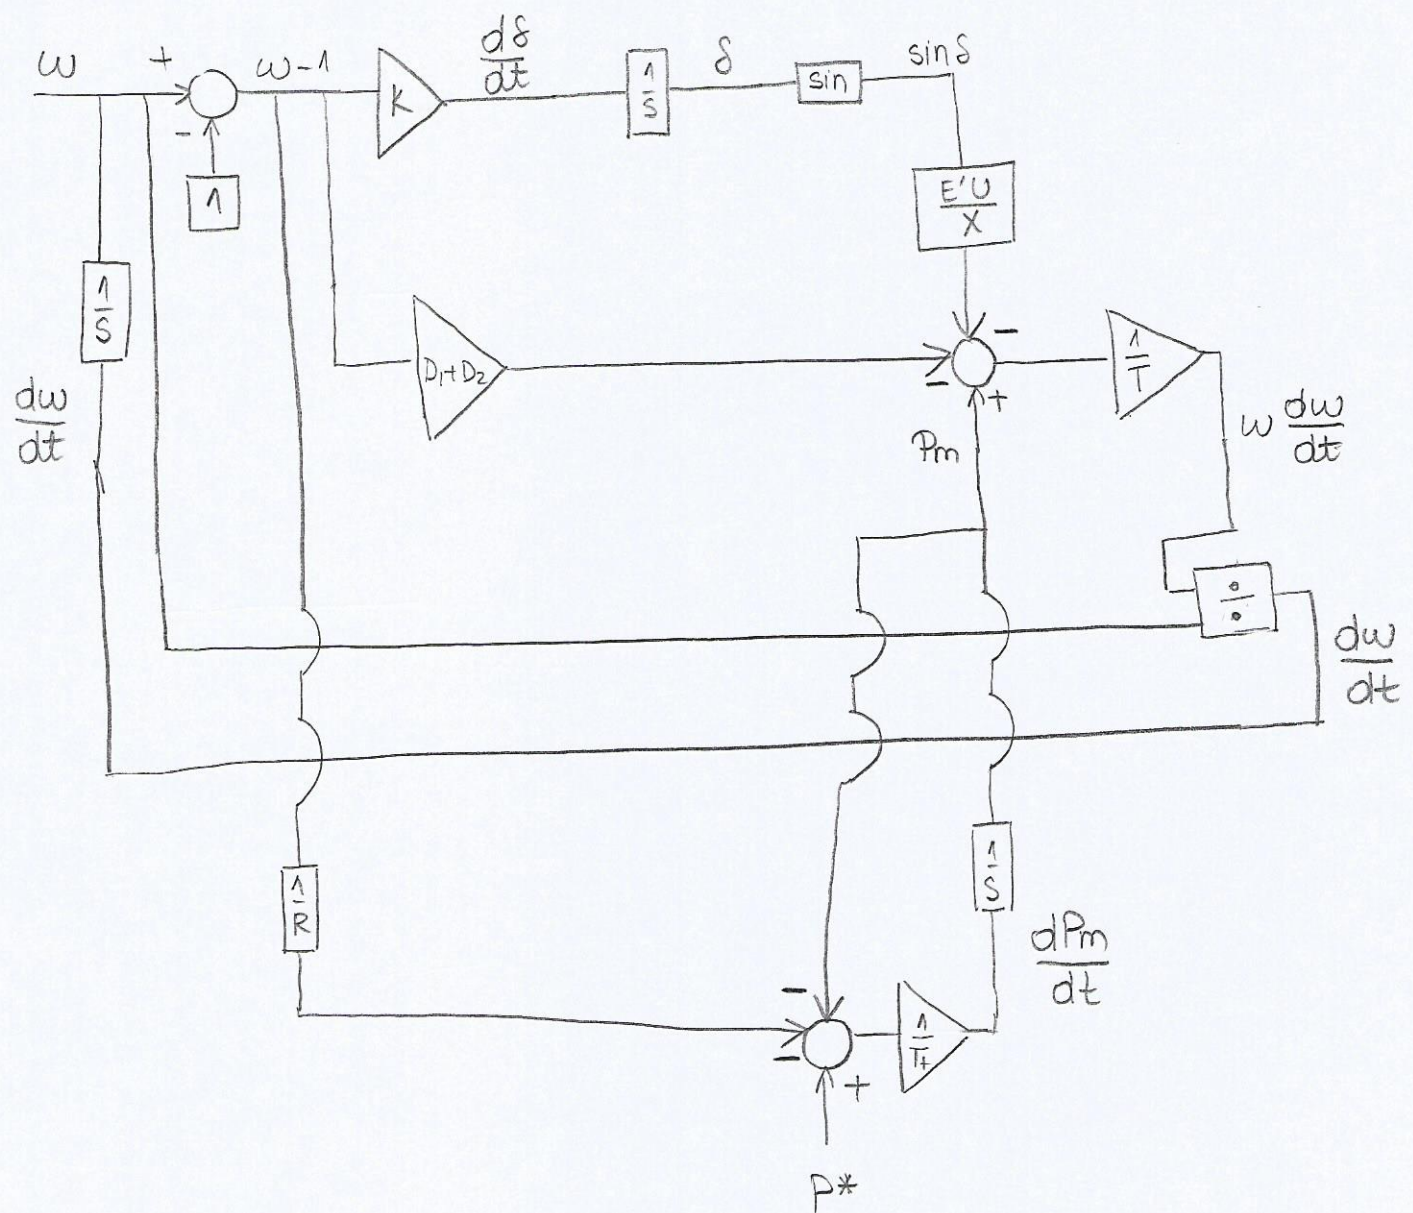 ω + ω-1 K dδ/dt 1/S δ sin sinδ
-
1
E'U/X
1/S
D1+D2 - - + 1/T
dω/dt
Pm ω dω/dt
÷
dω/dt
1/R
1/S
dPm/dt
- - + 1/Tt
P*